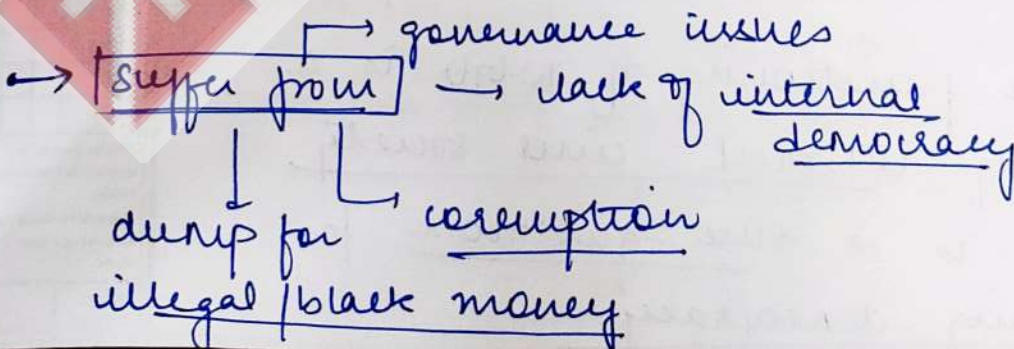 → governance issues
→ suffer from → lack of internal
democracy
dump for corruption
illegal/black money